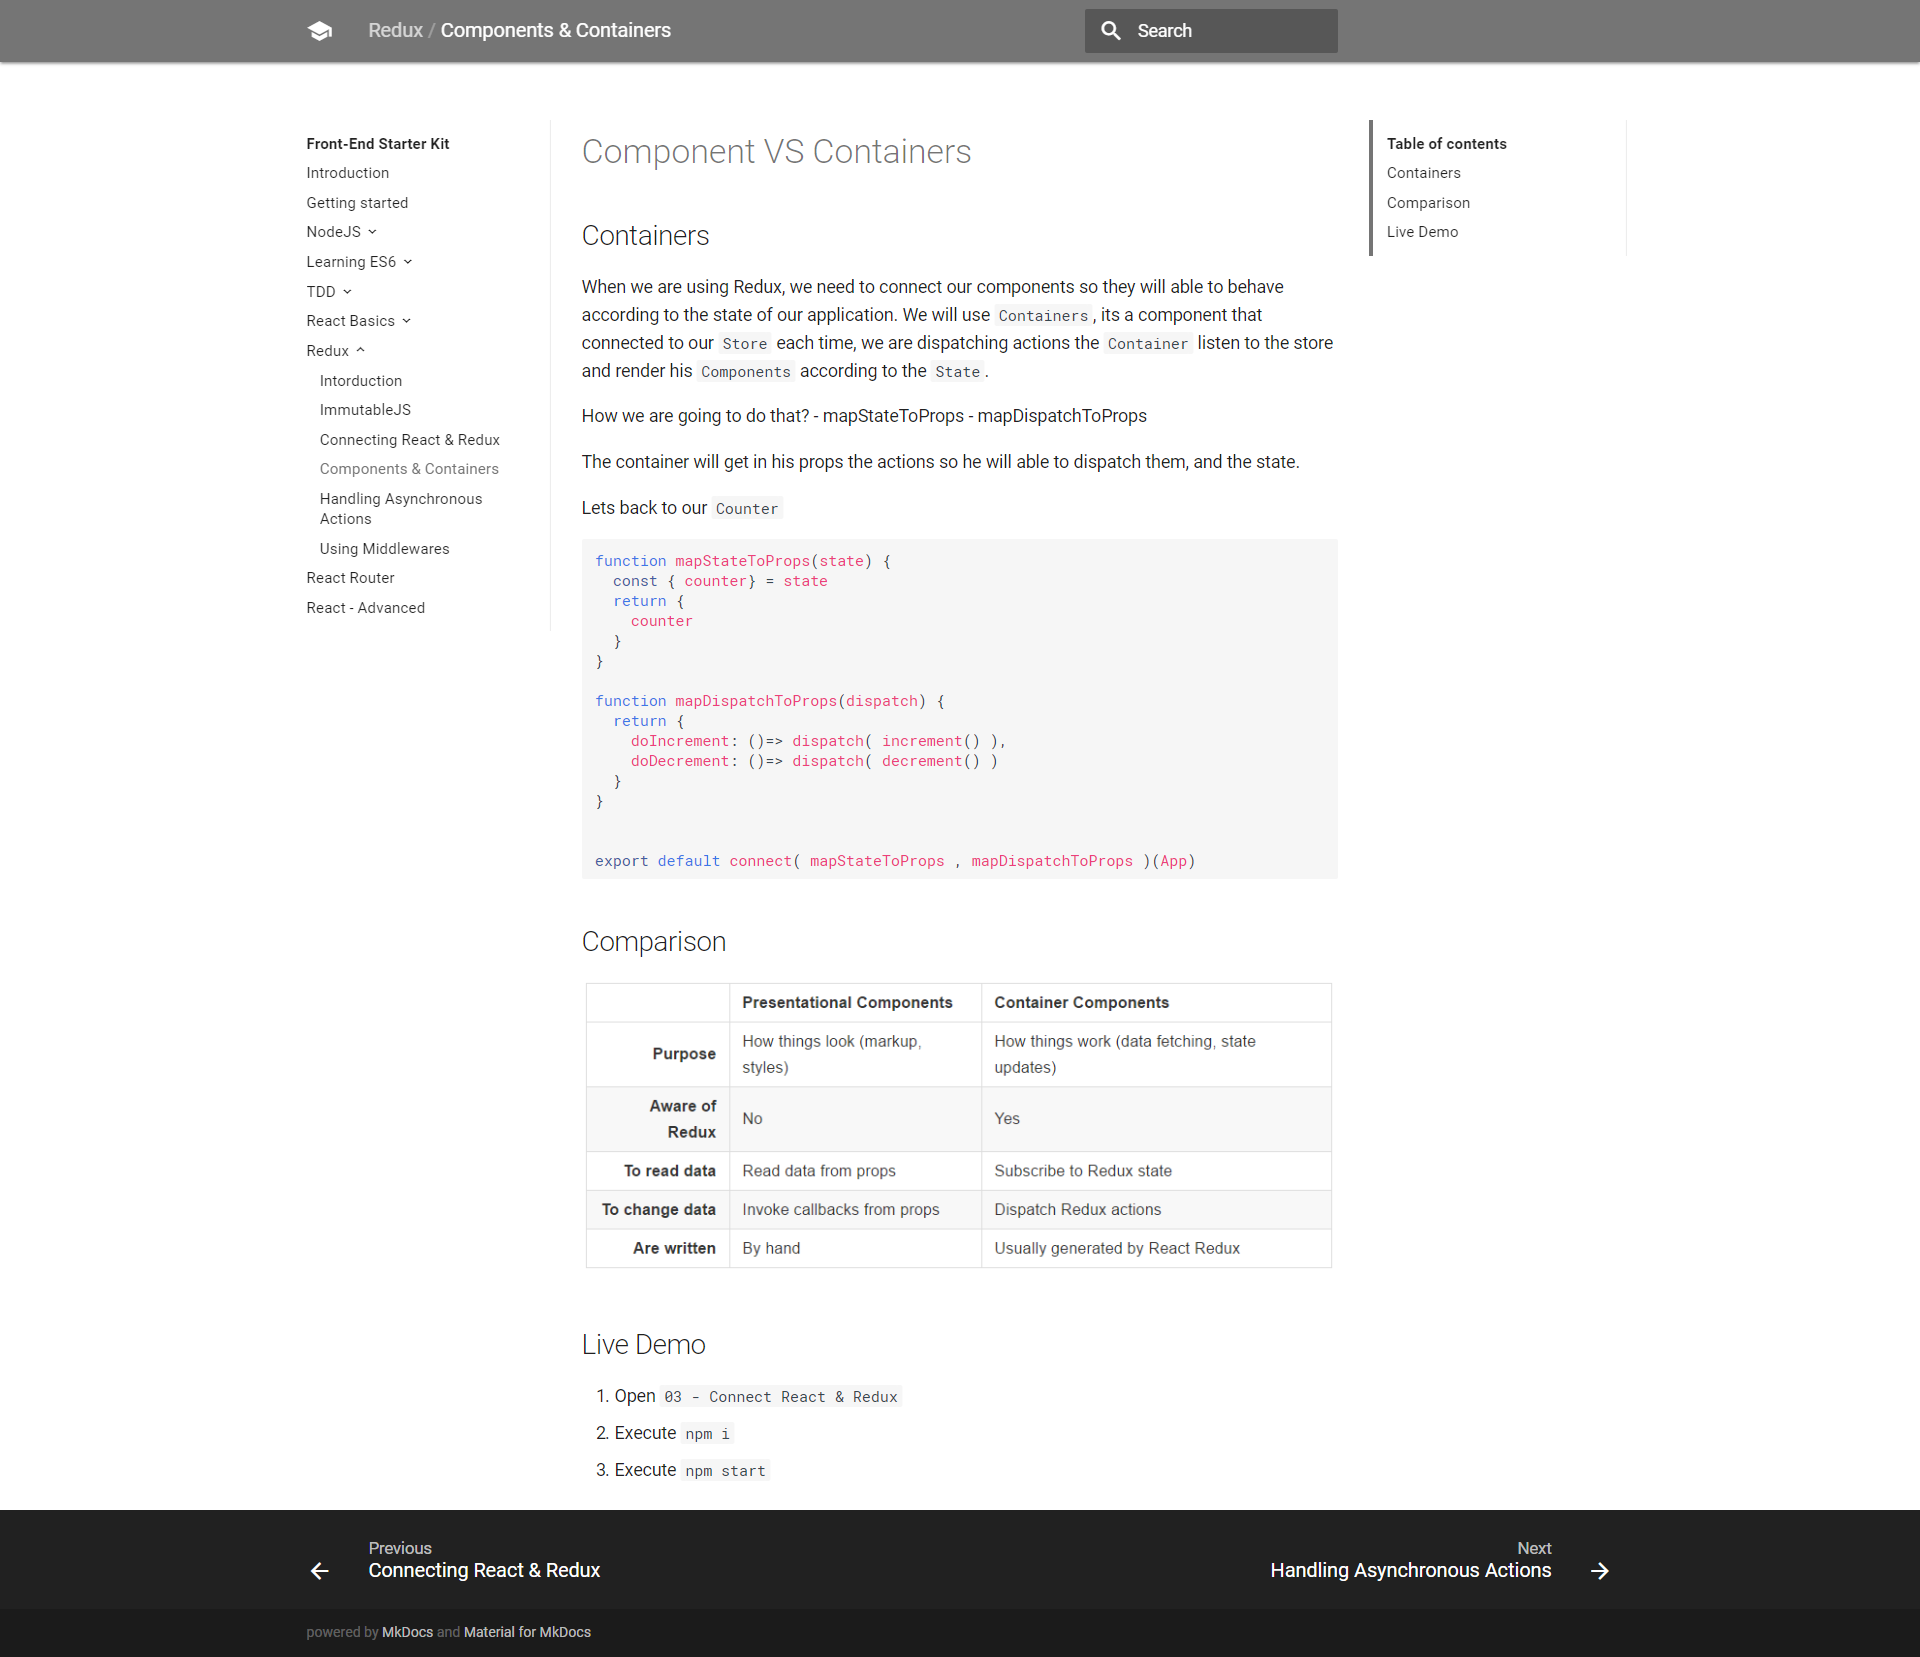 Redux / Components & Containers
Search
Front-End Starter Kit
Introduction
Getting started
NodeJS
Learning ES6
TDD
React Basics
Redux
Intorduction
ImmutableJS
Connecting React & Redux
Components & Containers
Handling Asynchronous
Actions
Using Middlewares
React Router
React - Advanced
Component VS Containers
Containers
When we are using Redux, we need to connect our components so they will able to behave
according to the state of our application. We will use Containers, its a component that
connected to our Store each time, we are dispatching actions the Container listen to the store
and render his Components according to the State.
How we are going to do that? - mapStateToProps - mapDispatchToProps
The container will get in his props the actions so he will able to dispatch them, and the state.
Lets back to our Counter
function mapStateToProps(state) {
  const { counter} = state
  return {
    counter
  }
}
function mapDispatchToProps(dispatch) {
  return {
    doIncrement: ()=> dispatch( increment() ),
    doDecrement: ()=> dispatch( decrement() )
  }
}
export default connect( mapStateToProps , mapDispatchToProps )(App)
Comparison
Presentational Components Container Components
Purpose How things look (markup, styles) How things work (data fetching, state updates)
Aware of Redux No Yes
To read data Read data from props Subscribe to Redux state
To change data Invoke callbacks from props Dispatch Redux actions
Are written By hand Usually generated by React Redux
Live Demo
1. Open 03 - Connect React & Redux
2. Execute npm i
3. Execute npm start
Table of contents
Containers
Comparison
Live Demo
Previous
Connecting React & Redux
Next
Handling Asynchronous Actions
powered by MkDocs and Material for MkDocs